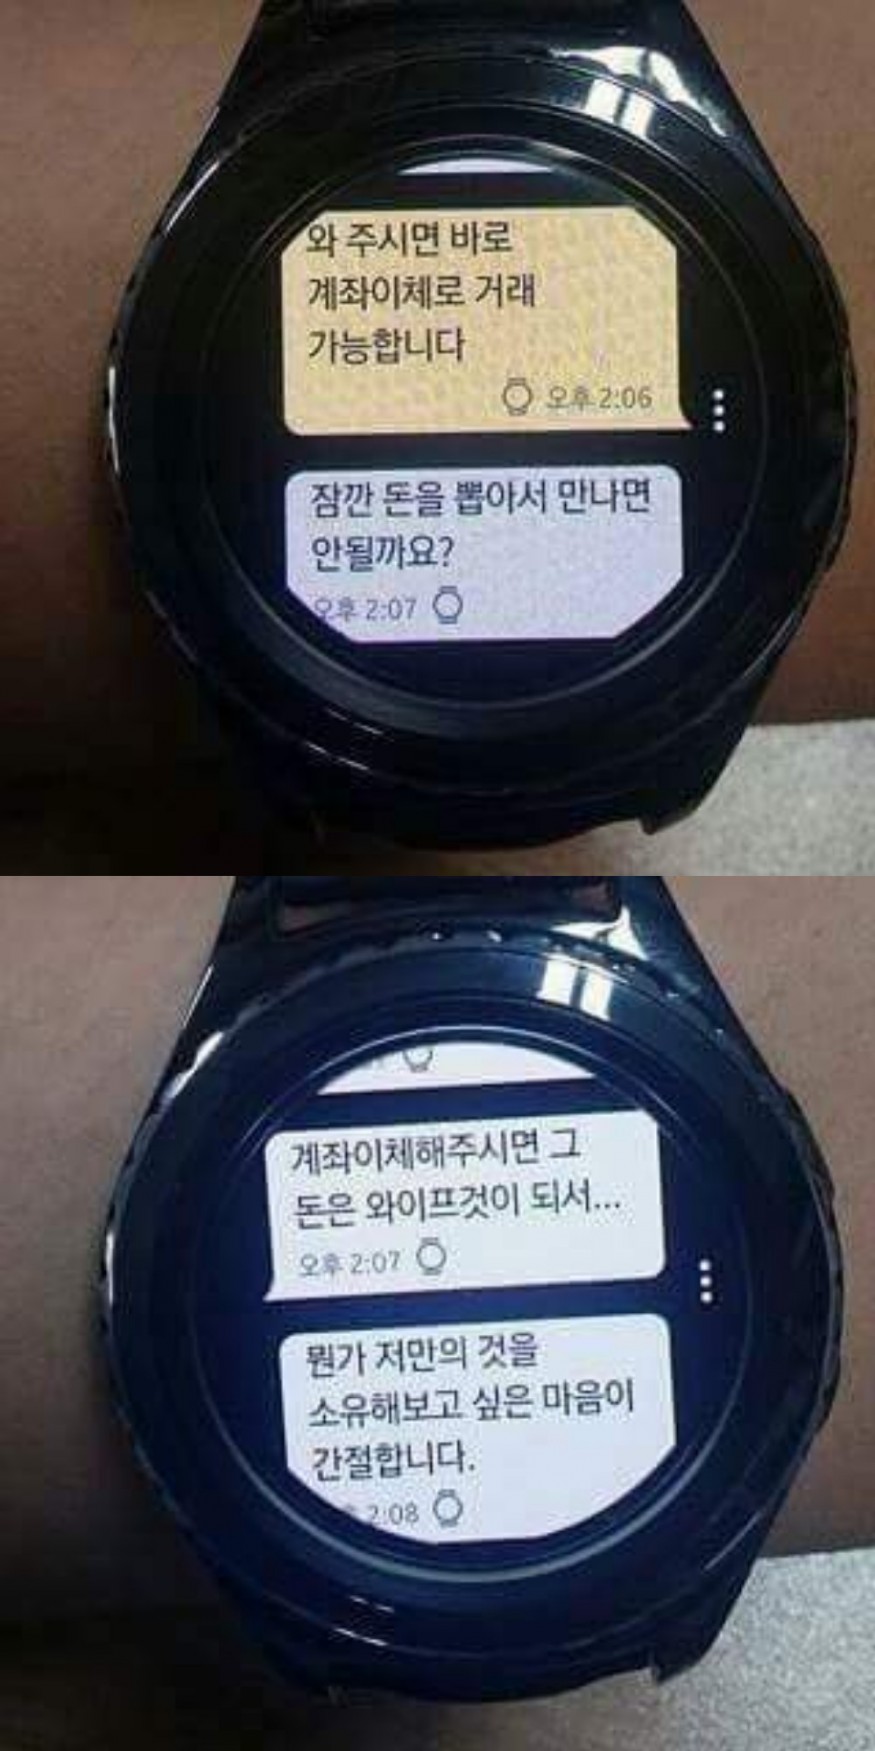 와 주시면 바로
계좌이체로 거래
가능합니다
오후 2:06
잠깐 돈을 뽑아서 만나면
안될까요?
오후 2:07
계좌이체해주시면 그
돈은 와이프것이 되서...
오후 2:07
뭔가 저만의 것을
소유해보고 싶은 마음이
간절합니다.
2:08